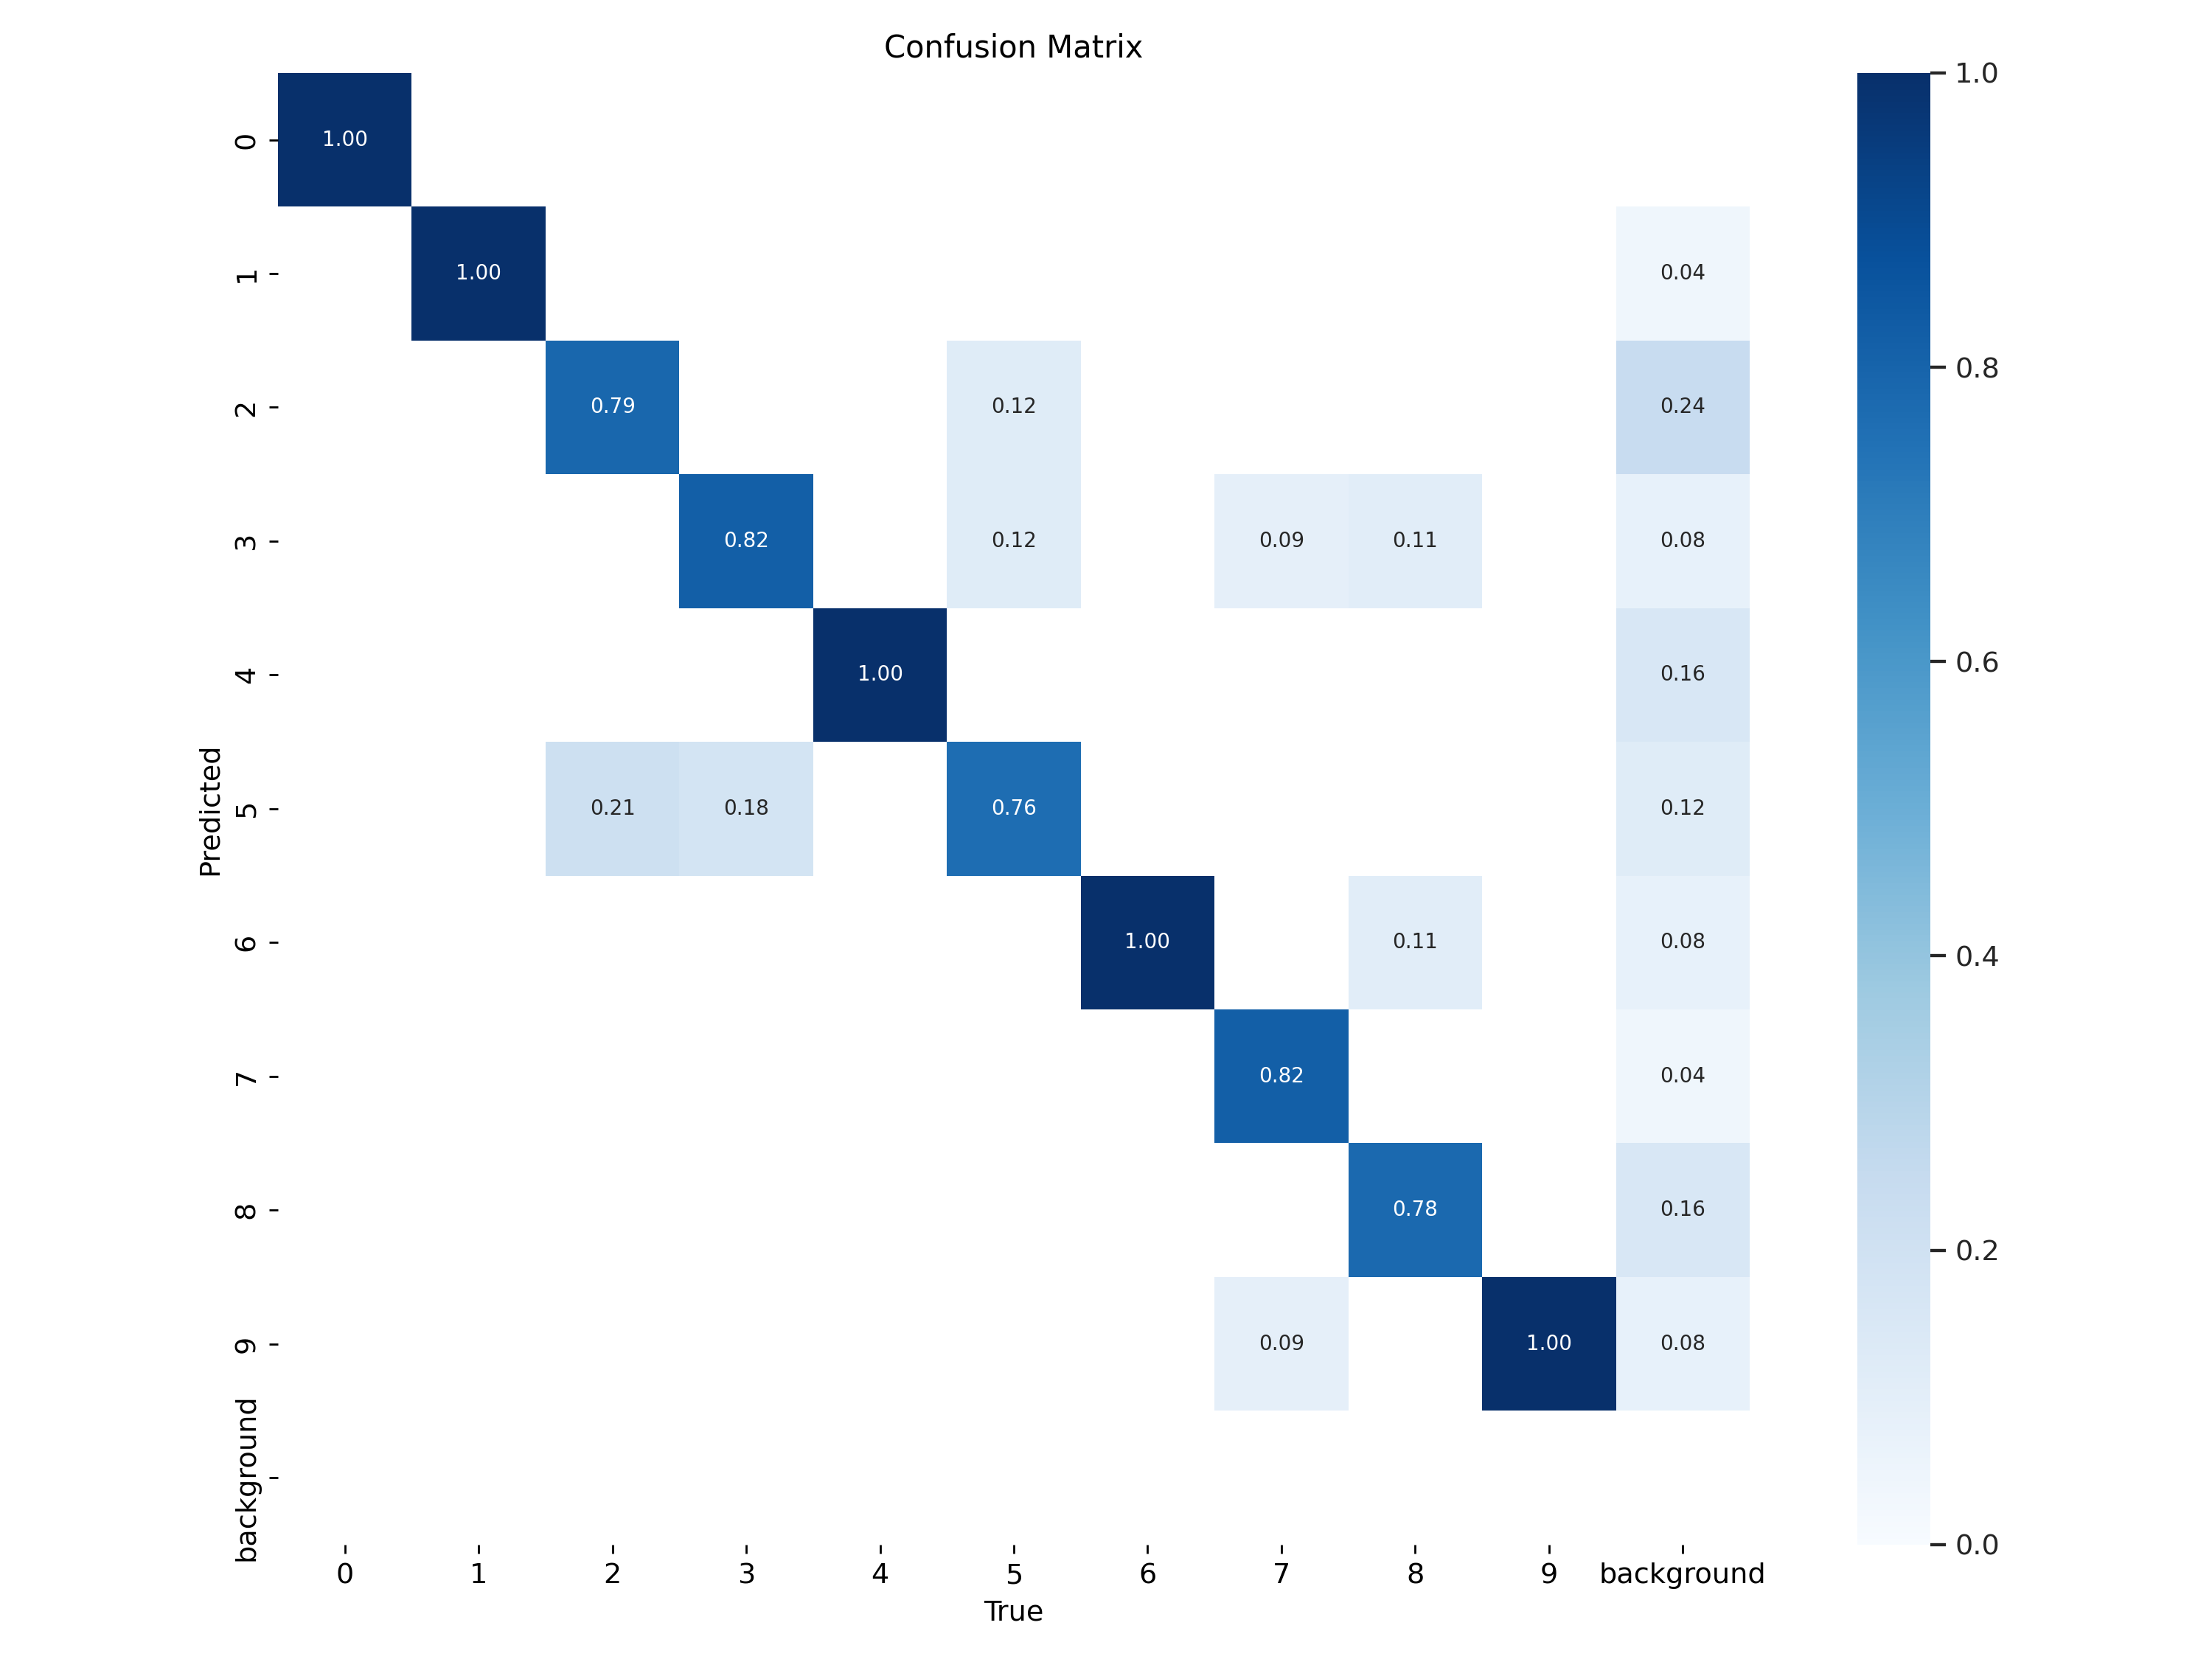 Confusion Matrix
0 1.00 1.0
1 1.00 0.04
2 0.79 0.12 0.24 0.8
3 0.82 0.12 0.09 0.11 0.08
4 1.00 0.16 0.6
5 0.21 0.18 0.76 0.12
Predicted
6 1.00 0.11 0.08 0.4
7 0.82 0.04
8 0.78 0.16 0.2
9 0.09 1.00 0.08
background 0.0
0 1 2 3 4 5 6 7 8 9 background
True